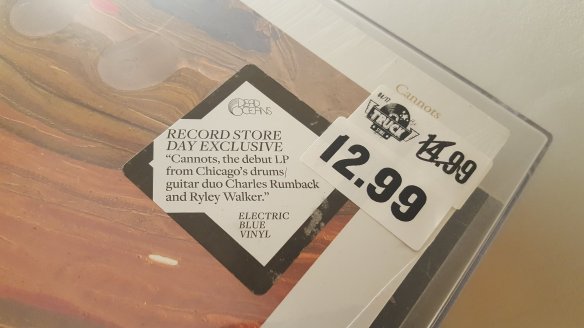 DEAD
OCEANS
RECORD STORE
DAY EXCLUSIVE
"Cannots, the debut LP
from Chicago's drums/
guitar duo Charles Rumback
and Ryley Walker."
ELECTRIC
BLUE
VINYL
Cannots
TRUCK
14.99
12.99